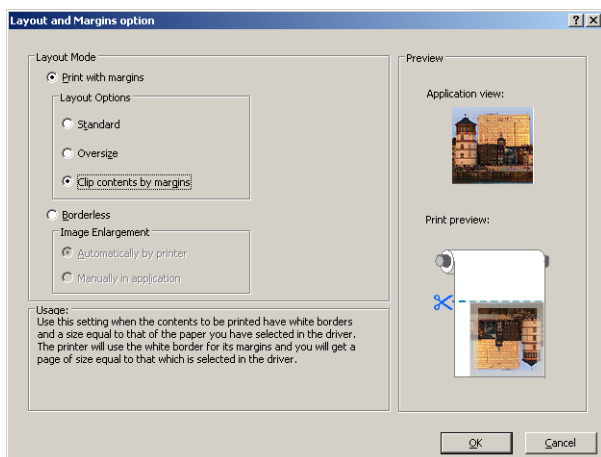 Layout and Margins option
Layout Mode
Print with margins
Layout Options
Standard
Oversize
Clip contents by margins
Borderless
Image Enlargement
Automatically by printer
Manually in application
Usage:
Use this setting when the contents to be printed have white borders
and a size equal to that of the paper you have selected in the driver.
The printer will use the white border for its margins and you will get a
page of size equal to that which is selected in the driver.
Preview
Application view:
Print preview:
OK
Cancel